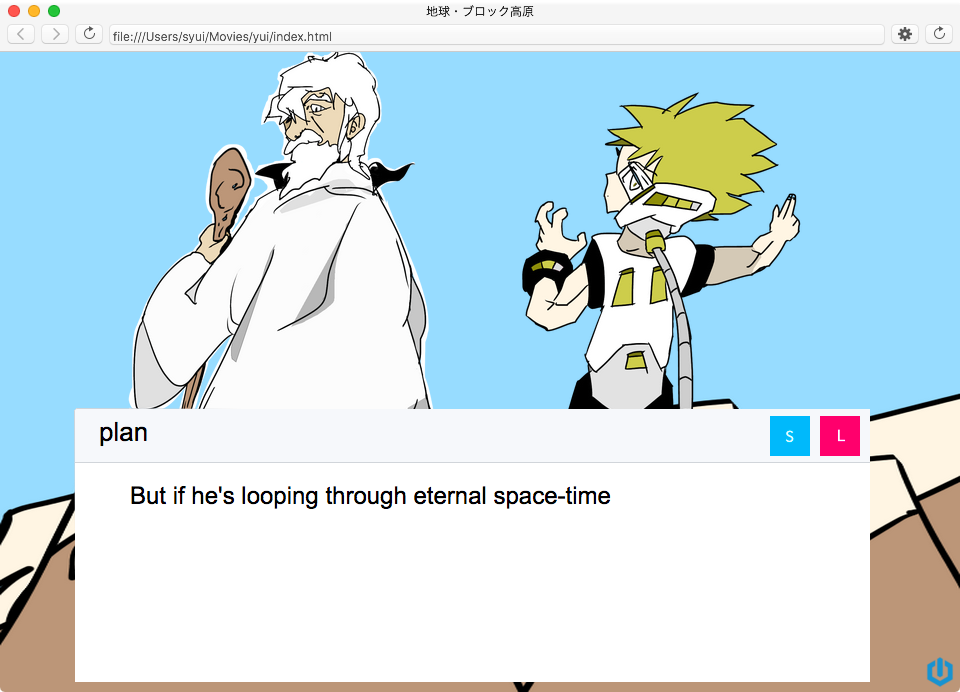 地球・ブロック高原
file:///Users/syui/Movies/yui/index.html
plan
S
L
But if he's looping through eternal space-time